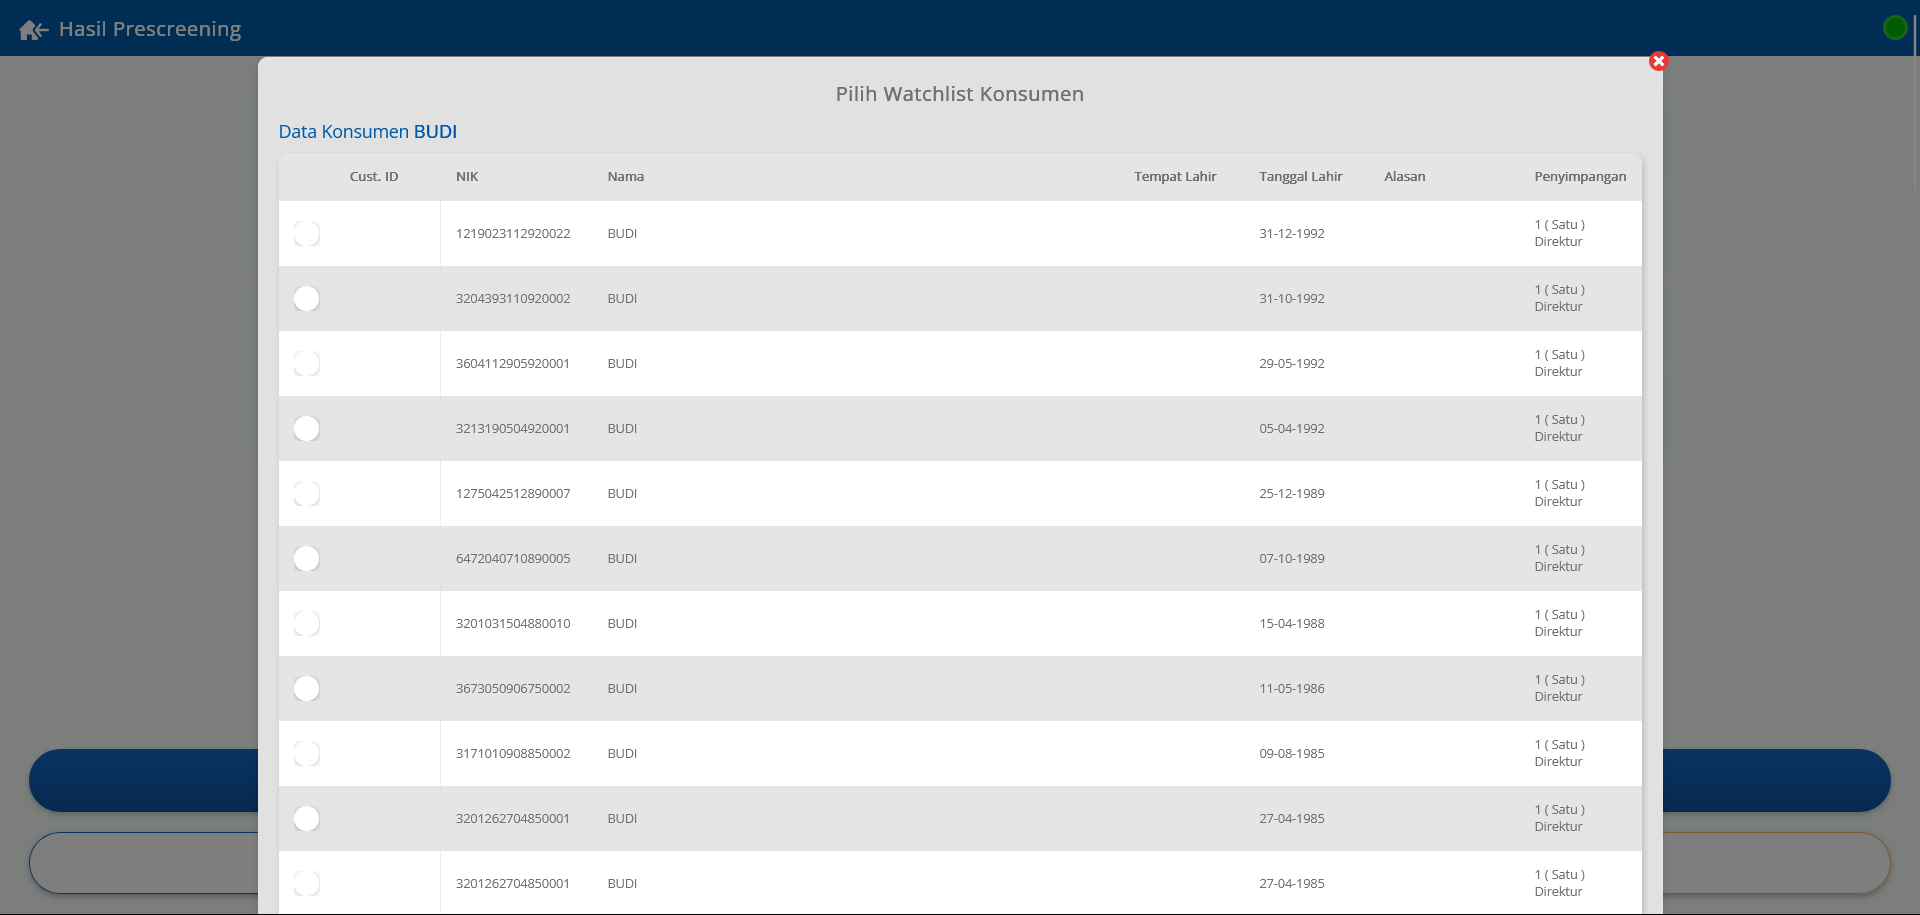 Hasil Prescreening
Pilih Watchlist Konsumen
Data Konsumen BUDI
Cust. ID NIK Nama Tempat Lahir Tanggal Lahir Alasan Penyimpangan
1219023112920022 BUDI 31-12-1992 1 ( Satu )
Direktur
3204393110920002 BUDI 31-10-1992 1 ( Satu )
Direktur
3604112905920001 BUDI 29-05-1992 1 ( Satu )
Direktur
3213190504920001 BUDI 05-04-1992 1 ( Satu )
Direktur
1275042512890007 BUDI 25-12-1989 1 ( Satu )
Direktur
6472040710890005 BUDI 07-10-1989 1 ( Satu )
Direktur
3201031504880010 BUDI 15-04-1988 1 ( Satu )
Direktur
3673050906750002 BUDI 11-05-1986 1 ( Satu )
Direktur
3171010908850002 BUDI 09-08-1985 1 ( Satu )
Direktur
3201262704850001 BUDI 27-04-1985 1 ( Satu )
Direktur
3201262704850001 BUDI 27-04-1985 1 ( Satu )
Direktur